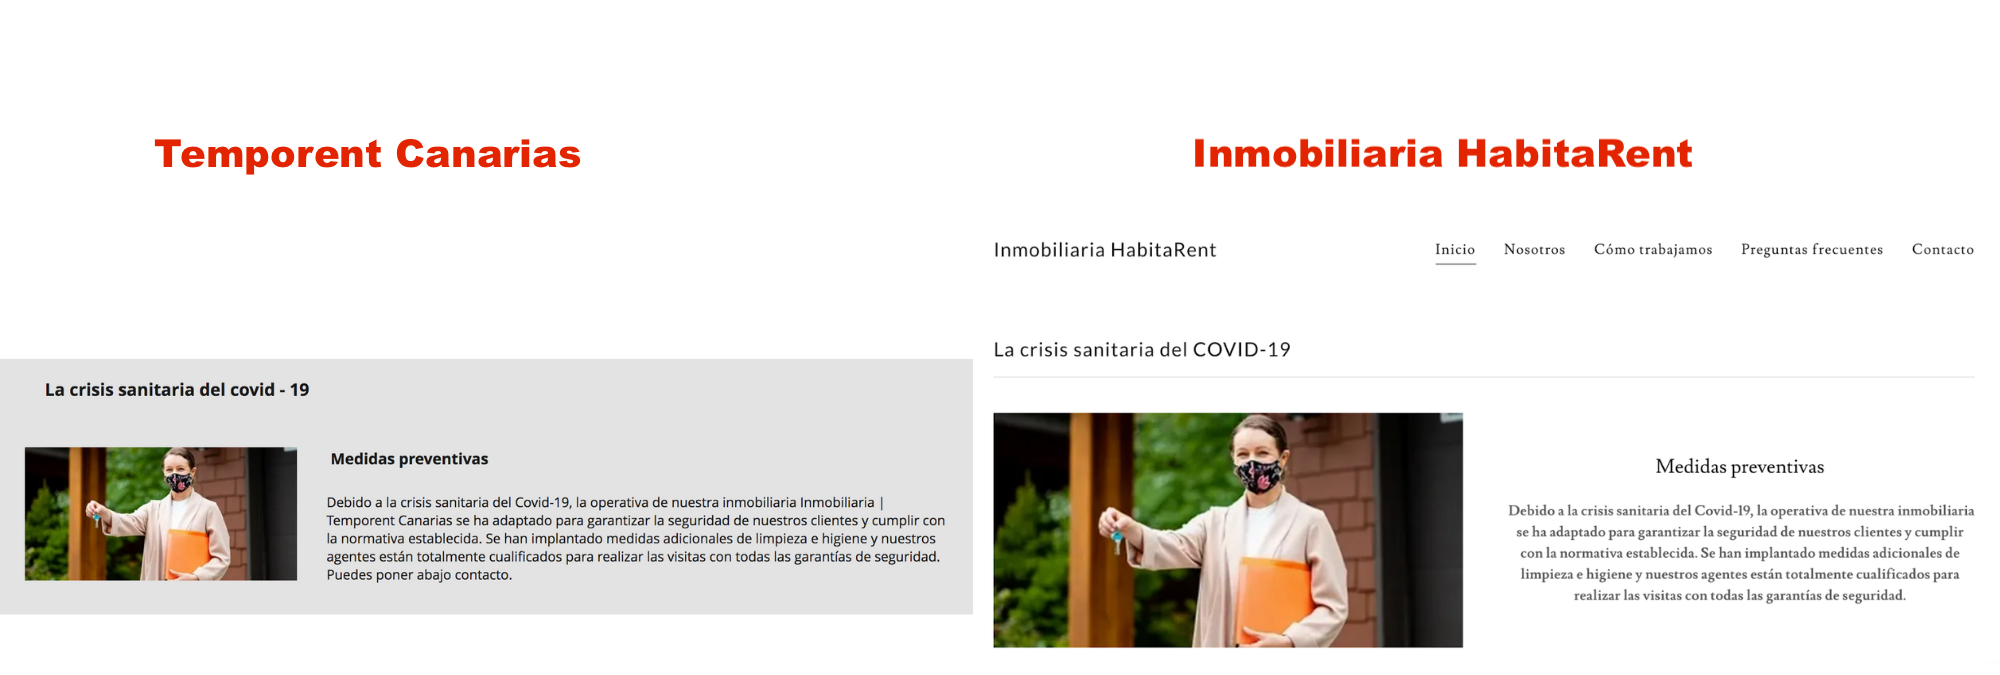 Temporent Canarias
La crisis sanitaria del covid - 19
Medidas preventivas
Debido a la crisis sanitaria del Covid-19, la operativa de nuestra inmobiliaria Inmobiliaria |
Temporent Canarias se ha adaptado para garantizar la seguridad de nuestros clientes y cumplir con
la normativa establecida. Se han implantado medidas adicionales de limpieza e higiene y nuestros
agentes están totalmente cualificados para realizar las visitas con todas las garantías de seguridad.
Puedes poner abajo contacto.
Inmobiliaria HabitaRent
Inmobiliaria HabitaRent
Inicio Nosotros Cómo trabajamos Preguntas frecuentes Contacto
La crisis sanitaria del COVID-19
Medidas preventivas
Debido a la crisis sanitaria del Covid-19, la operativa de nuestra inmobiliaria
se ha adaptado para garantizar la seguridad de nuestros clientes y cumplir
con la normativa establecida. Se han implantado medidas adicionales de
limpieza e higiene y nuestros agentes están totalmente cualificados para
realizar las visitas con todas las garantías de seguridad.